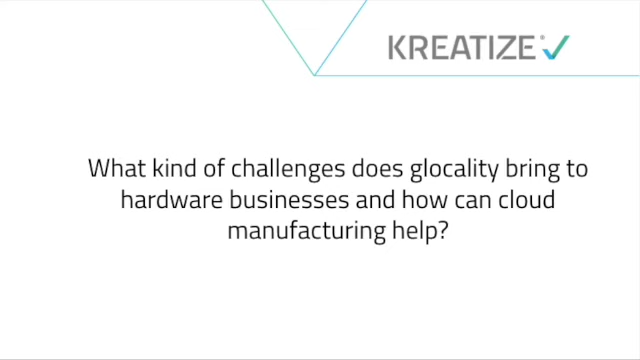 KREATIZE®
What kind of challenges does glocality bring to
hardware businesses and how can cloud
manufacturing help?